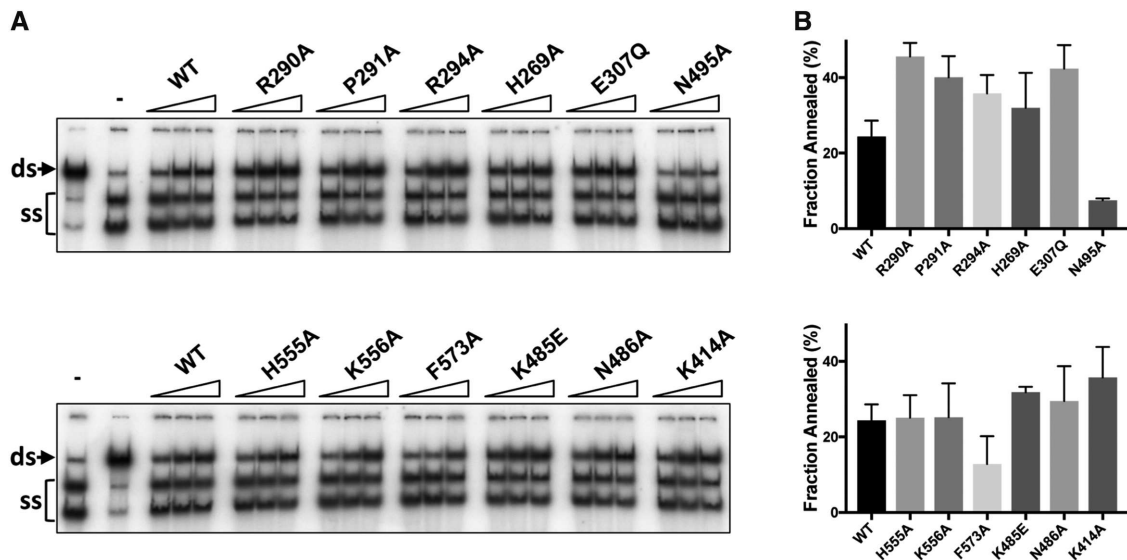 A
- WT R290A P291A R294A H269A E307Q N495A
ds
ss
- WT H555A K556A F573A K485E N486A K414A
ds
ss
B
Fraction Annealed (%)
40
20
0
WT R290A P291A R294A H269A E307Q N495A
Fraction Annealed (%)
40
20
0
WT H555A K556A F573A K485E N486A K414A